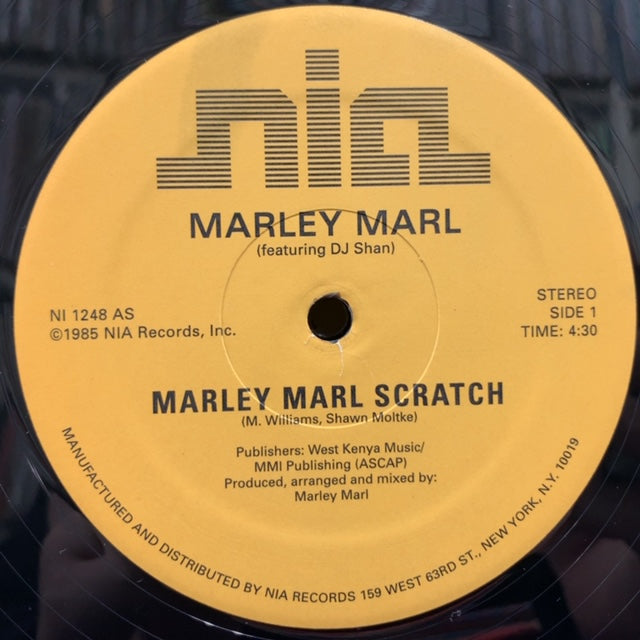 nia
MARLEY MARL
(featuring DJ Shan)
NI 1248 AS
©1985 NIA Records, Inc.
STEREO
SIDE 1
TIME: 4:30
MARLEY MARL SCRATCH
(M. Williams, Shawn Moltke)
Publishers: West Kenya Music/
MMI Publishing (ASCAP)
Produced, arranged and mixed by:
Marley Marl
MANUFACTURED AND DISTRIBUTED BY NIA RECORDS 159 WEST 63RD ST., NEW YORK, N.Y. 10019